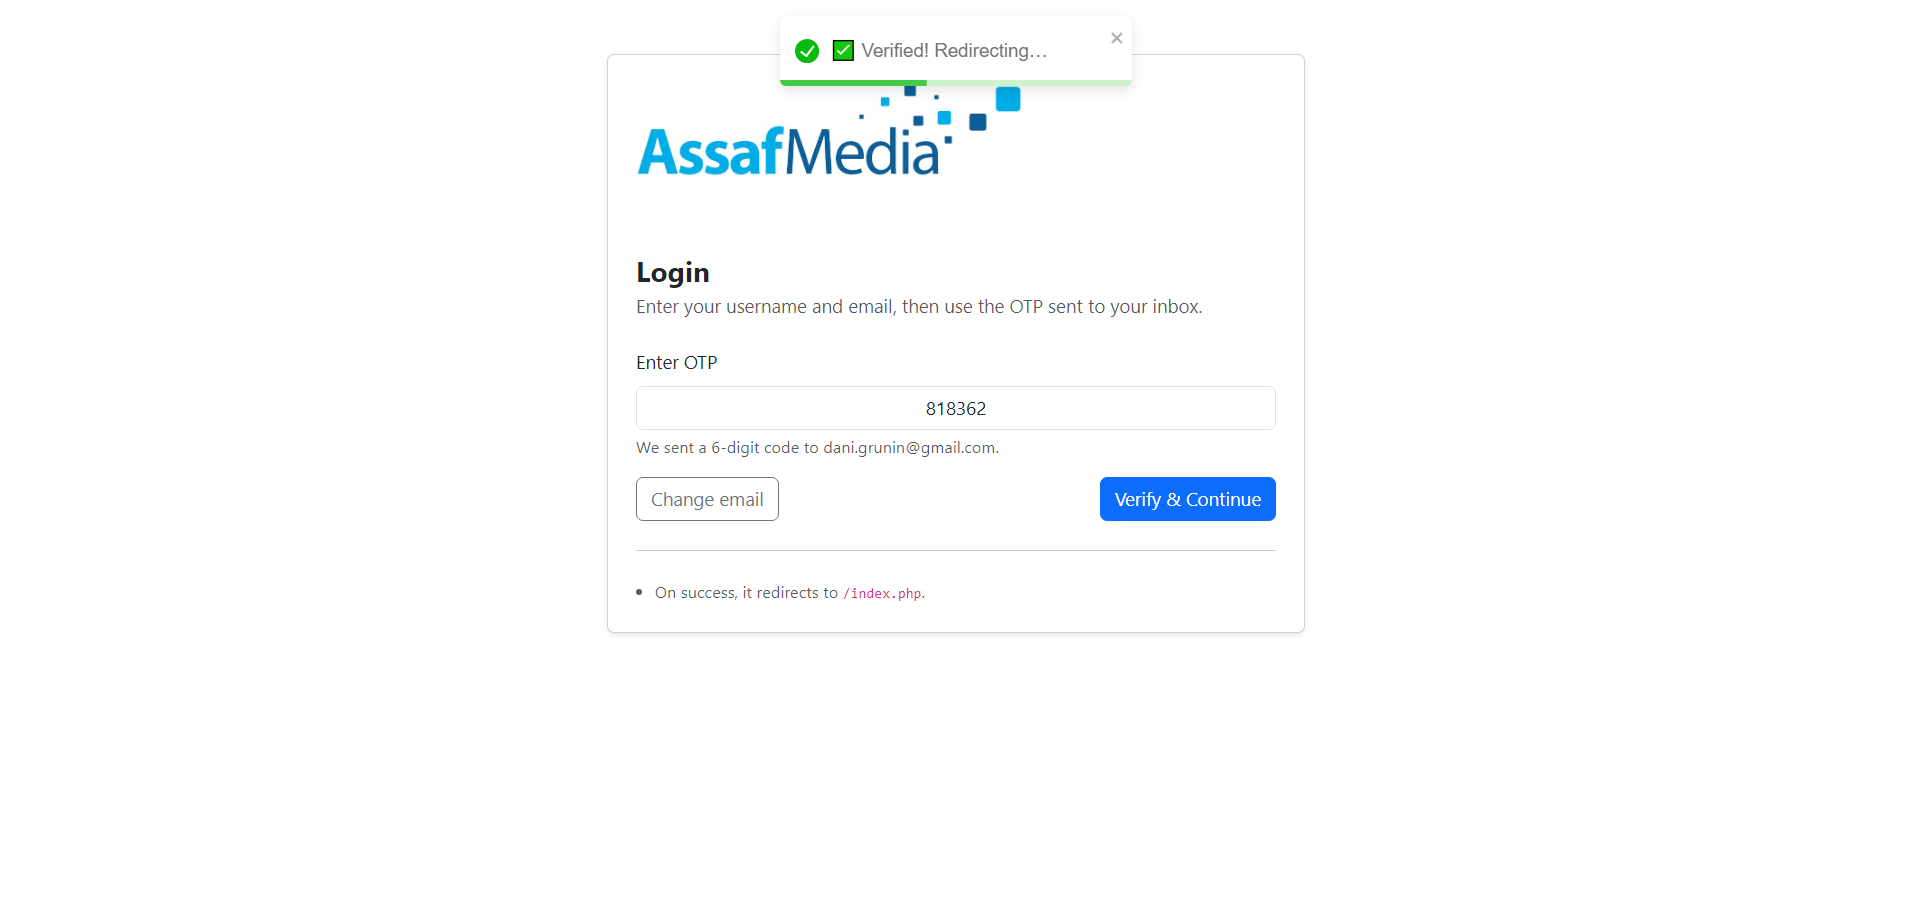 Verified! Redirecting...
AssafMedia
Login
Enter your username and email, then use the OTP sent to your inbox.
Enter OTP
818362
We sent a 6-digit code to dani.grunin@gmail.com.
Change email
Verify & Continue
On success, it redirects to /index.php.